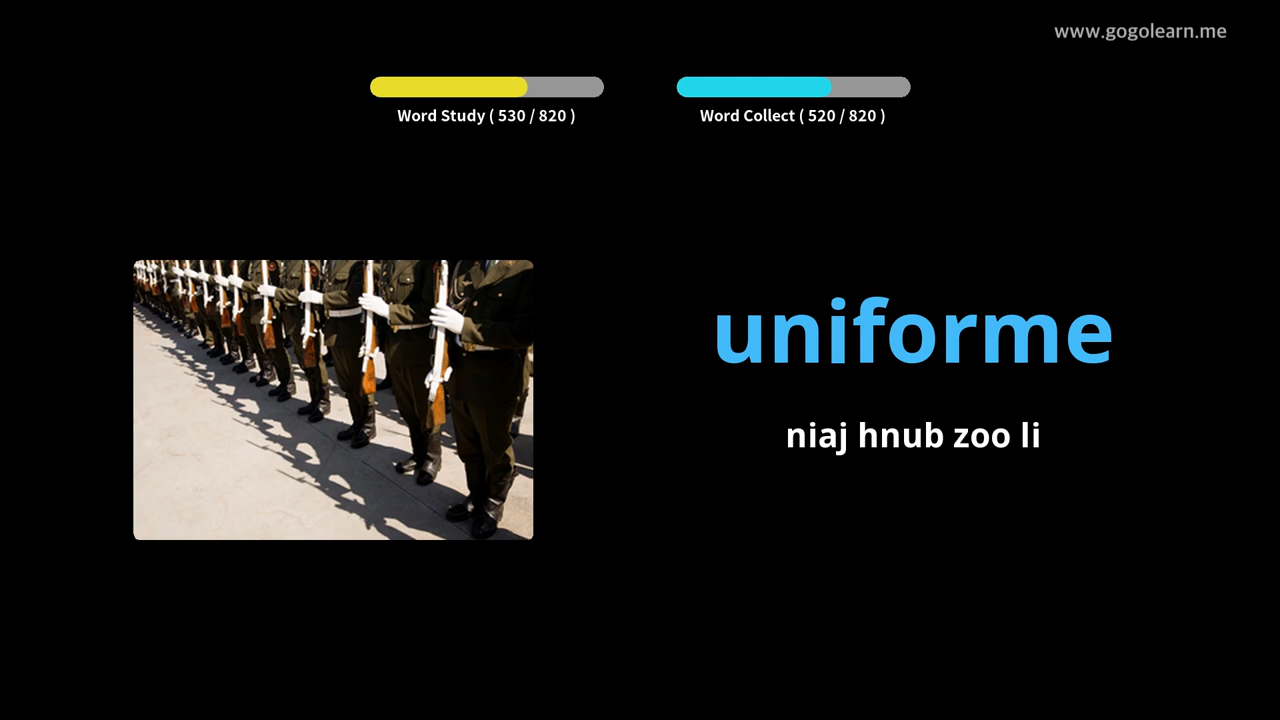 www.gogolearn.me
Word Study ( 530 / 820 )
Word Collect ( 520 / 820 )
uniforme
niaj hnub zoo li